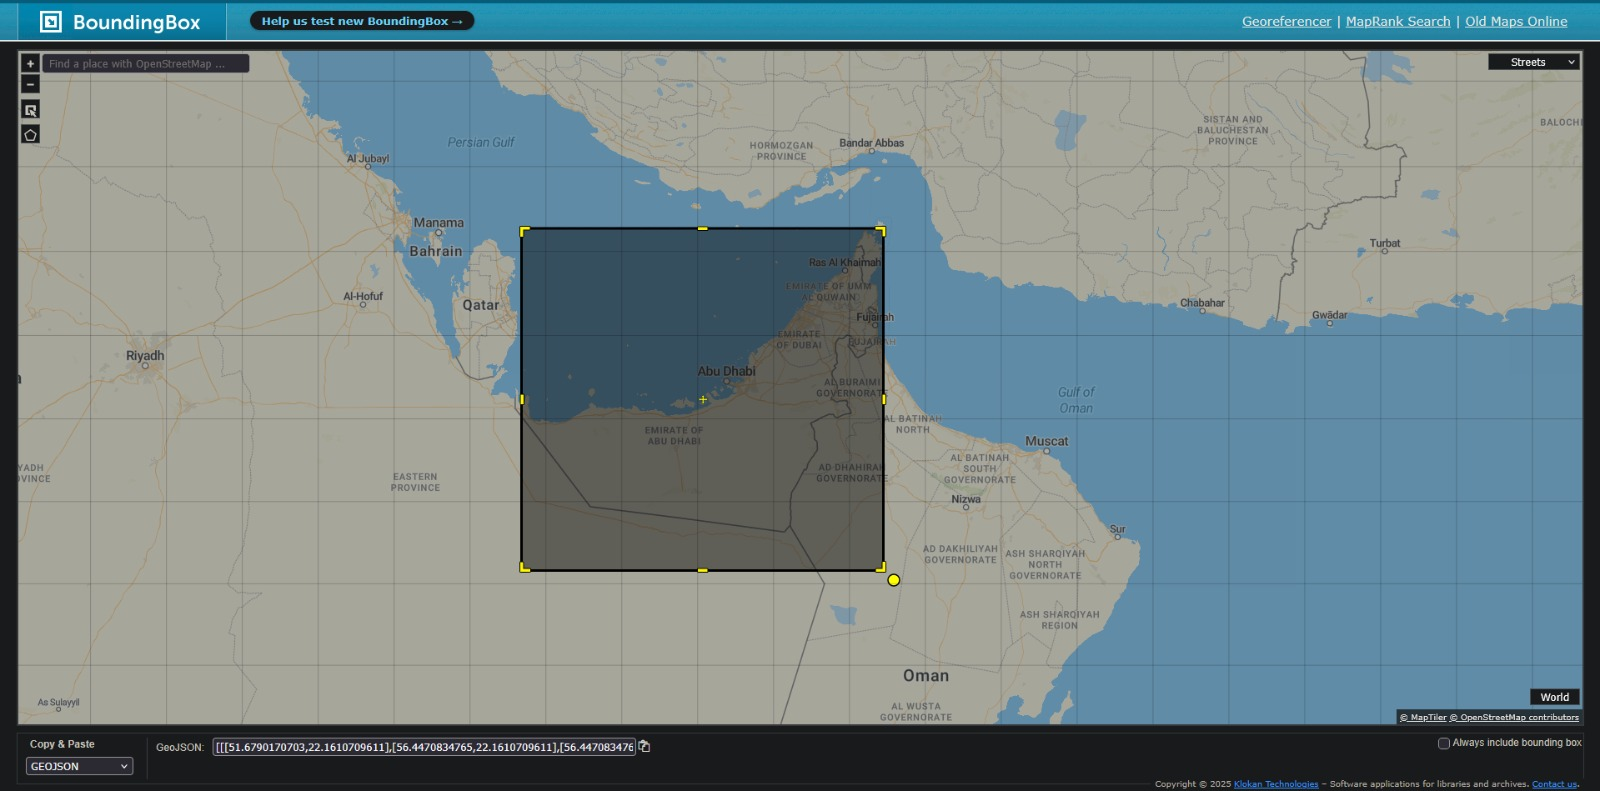 BoundingBox
Help us test new BoundingBox →
Georeferencer | MapRank Search | Old Maps Online
+
Find a place with OpenStreetMap ...
−
Streets
Persian Gulf
Al Jubayl
HORMOZGAN
PROVINCE
Bandar Abbas
SISTAN AND
BALUCHESTAN
PROVINCE
BALOCHI
Manama
Bahrain
Turbat
Ras Al Khaimah
EMIRATE OF UMM
AL QUWAIN
Al-Hofuf
Qatar
Chabahar
Gwādar
Fujairah
EMIRATE
OF DUBAI
FUJAIRAH
Riyadh
Abu Dhabi
AL BURAIMI
GOVERNORATE
Gulf of
Oman
AL BATINAH
NORTH
EMIRATE OF
ABU DHABI
Muscat
AL BATINAH
SOUTH
GOVERNORATE
YADH
VINCE
EASTERN
PROVINCE
AD DHAHIRAH
GOVERNORATE
Nizwa
Sur
AD DAKHILIYAH
GOVERNORATE
ASH SHARQIYAH
NORTH
GOVERNORATE
ASH SHARQIYAH
REGION
Oman
As Sulayyil
AL WUSTA
GOVERNORATE
World
© MapTiler © OpenStreetMap contributors
Copy & Paste
GEOJSON
GeoJSON:
[[[51.6790170703,22.1610709611],[56.4470834765,22.1610709611],[56.447083476
Always include bounding box
Copyright © 2025 Klokan Technologies – Software applications for libraries and archives. Contact us.